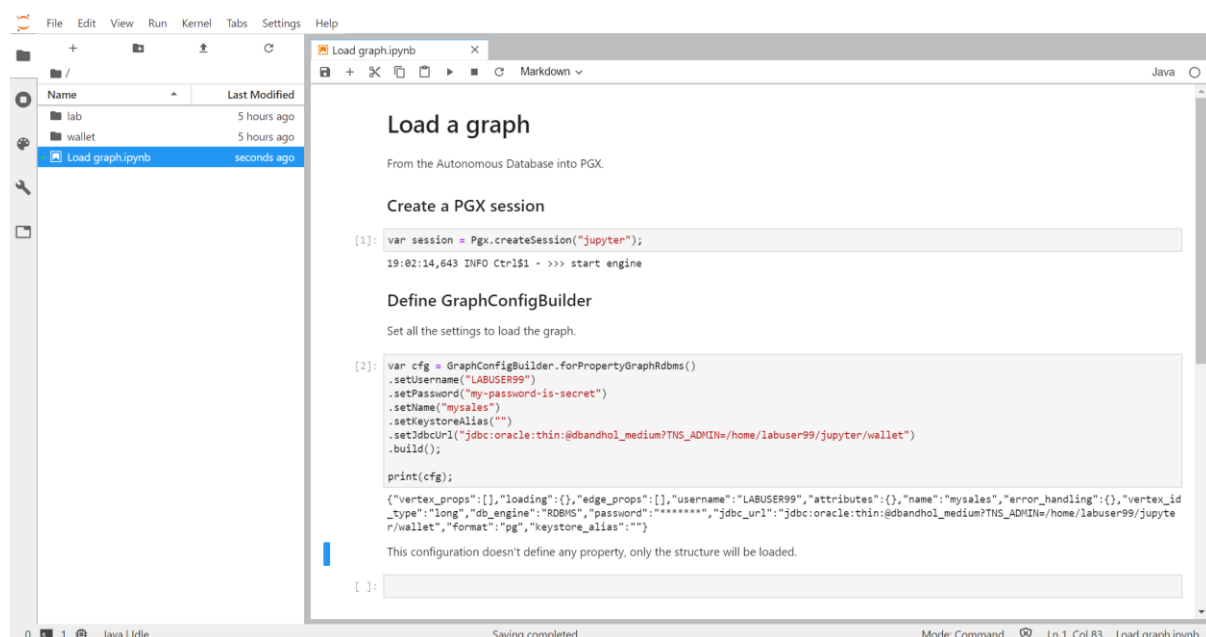 File Edit View Run Kernel Tabs Settings Help
/
Name Last Modified
lab 5 hours ago
wallet 5 hours ago
Load graph.ipynb seconds ago
Load graph.ipynb
Markdown
Java
Load a graph
From the Autonomous Database into PGX.
Create a PGX session
[1]: var session = Pgx.createSession("jupyter");
19:02:14,643 INFO Ctrl$1 - >>> start engine
Define GraphConfigBuilder
Set all the settings to load the graph.
[2]: var cfg = GraphConfigBuilder.forPropertyGraphRdbms()
.setUsername("LABUSER99")
.setPassword("my-password-is-secret")
.setName("mysales")
.setKeystoreAlias("")
.setJdbcUrl("jdbc:oracle:thin:@dbandhol_medium?TNS_ADMIN=/home/labuser99/jupyter/wallet")
.build();
print(cfg);
{"vertex_props":[],"loading":{},"edge_props":[],"username":"LABUSER99","attributes":{},"name":"mysales","error_handling":{},"vertex_id
_type":"long","db_engine":"RDBMS","password":"*******","jdbc_url":"jdbc:oracle:thin:@dbandhol_medium?TNS_ADMIN=/home/labuser99/jupyte
r/wallet","format":"pg","keystore_alias":""}
This configuration doesn't define any property, only the structure will be loaded.
[ ]:
0 1 Java | Idle Saving completed Mode: Command Ln 1, Col 83 Load graph.ipynb